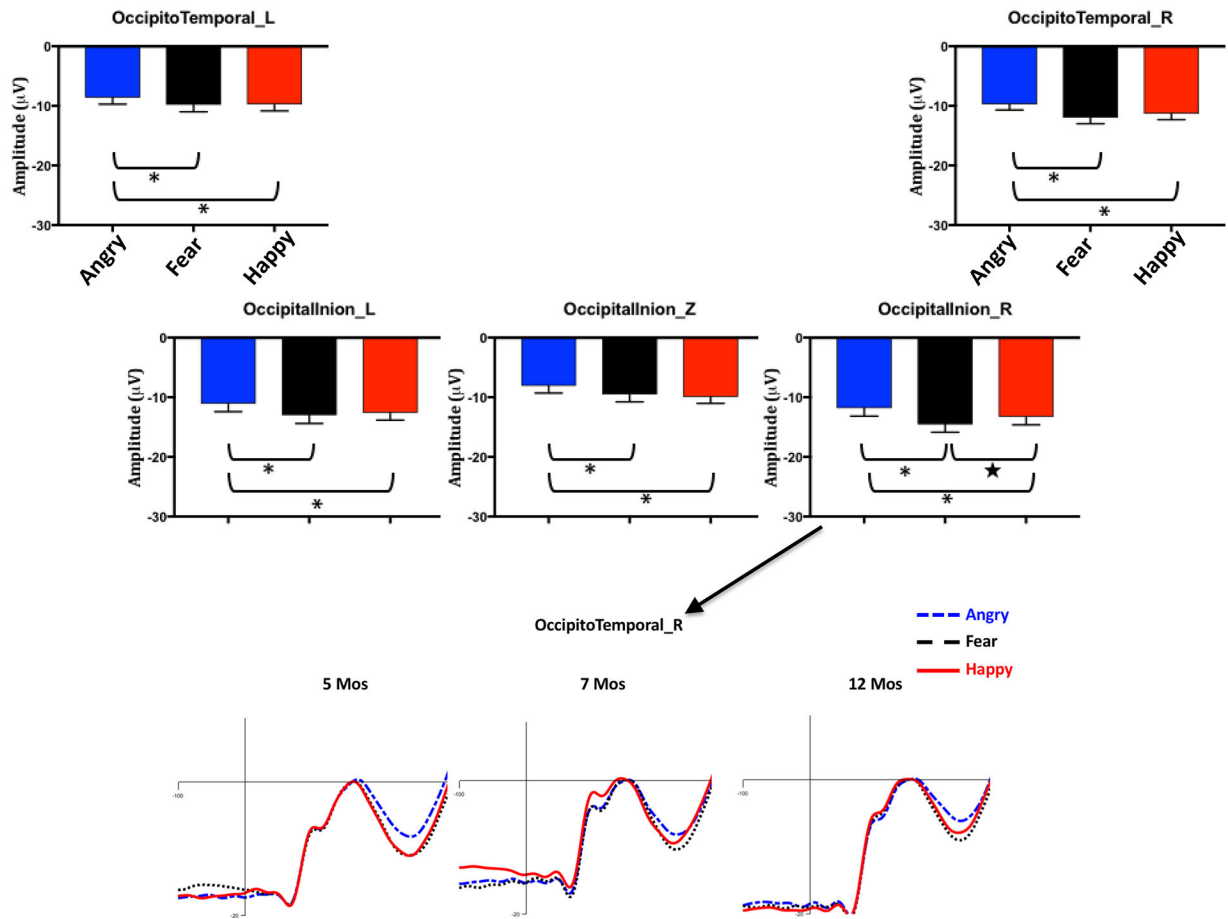 OccipitoTemporal_L
OccipitoTemporal_R
Amplitude (µV)
0
-10
-20
-30
*
*
Angry
Fear
Happy
Amplitude (µV)
0
-10
-20
-30
*
*
Angry
Fear
Happy
OccipitalInion_L
OccipitalInion_Z
OccipitalInion_R
Amplitude (µV)
0
-10
-20
-30
*
*
Amplitude (µV)
0
-10
-20
-30
*
*
Amplitude (µV)
0
-10
-20
-30
*
★
*
OccipitoTemporal_R
Angry
Fear
Happy
5 Mos
7 Mos
12 Mos
-100
-20
-100
-20
-100
-20